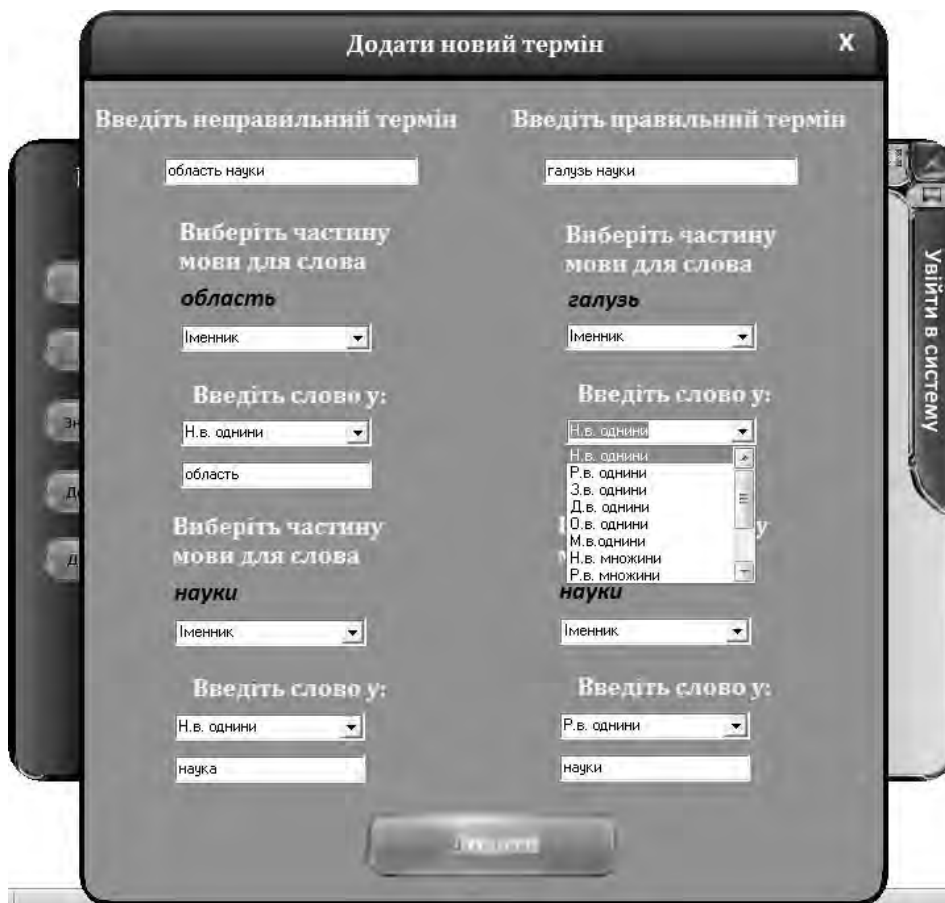 Додати новий термін X
Введіть неправильний термін
область науки
Виберіть частину
мови для слова
область
Іменник
Введіть слово у:
Н.в. однини
область
Виберіть частину
мови для слова
науки
Іменник
Введіть слово у:
Н.в. однини
наука
Введіть правильний термін
галузь науки
Виберіть частину
мови для слова
галузь
Іменник
Введіть слово у:
Н.в. однини
Н.в. однини
Р.в. однини
З.в. однини
Д.в. однини
О.в. однини
М.в.однини
Н.в. множини
Р.в. множини
науки
Іменник
Введіть слово у:
Р.в. однини
науки
Додати
Увійти в систему